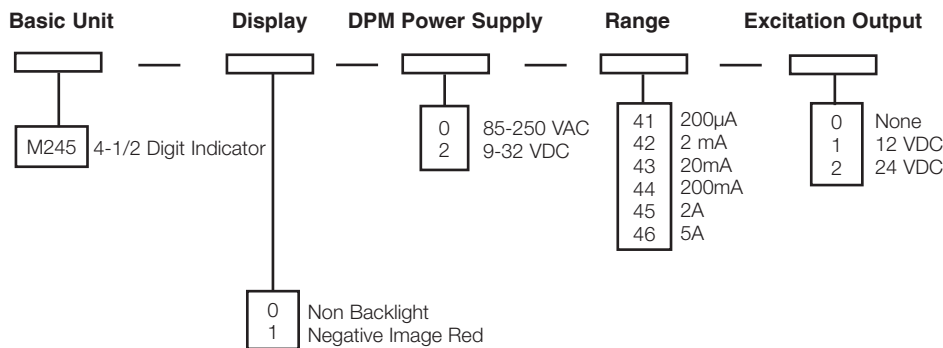 Basic Unit Display DPM Power Supply Range Excitation Output
M245 4-1/2 Digit Indicator
0 85-250 VAC
2 9-32 VDC
41 200µA
42 2 mA
43 20mA
44 200mA
45 2A
46 5A
0 None
1 12 VDC
2 24 VDC
0 Non Backlight
1 Negative Image Red